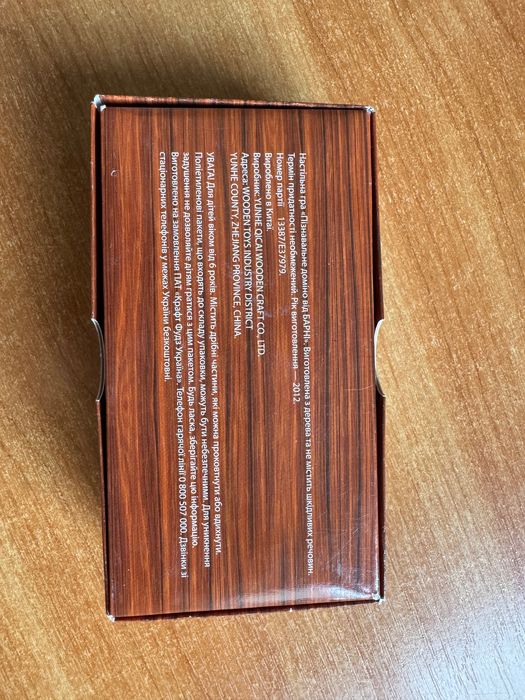 Настільна гра «Пізнавальне доміно від БАРНІ». Виготовлена з дерева та не містить шкідливих речовин.
Термін придатності необмежений. Рік виготовлення — 2012.
Номер партії 13387/E37979.
Вироблено в Китаї.
Виробник: YUNHE QICAI WOODEN CRAFT CO., LTD.
Адреса: WOODEN TOYS INDUSTRY DISTRICT
YUNHE COUNTY, ZHEJIANG PROVINCE, CHINA.
УВАГА! Для дітей віком від 6 років. Містить дрібні частини, які можна проковтнути або вдихнути.
Поліетиленові пакети, що входять до складу упаковки, можуть бути небезпечними. Для уникнення
задушення не дозволяйте дітям гратися з цим пакетом. Будь ласка, зберігайте цю інформацію.
Виготовлено на замовлення ПАТ «Крафт Фудз Україна». Телефон гарячої лінії 0 800 507 000. Дзвінки зі
стаціонарних телефонів у межах України безкоштовні.